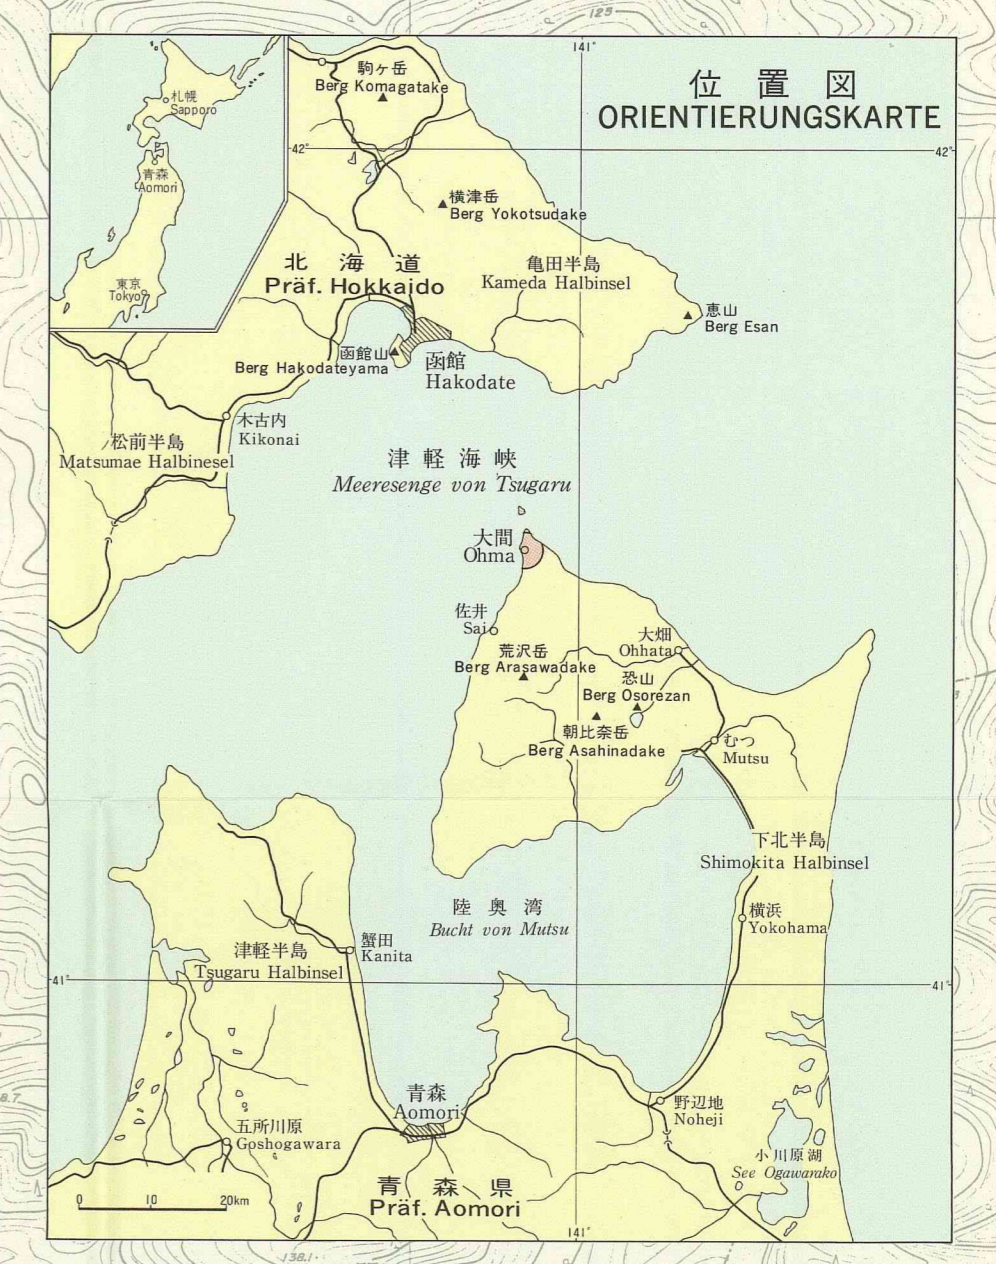 125
141°
位置図
ORIENTIERUNGSKARTE
札幌
Sapporo
青森
Aomori
東京
Tokyo
駒ヶ岳
Berg Komagatake
42°
42°
横津岳
Berg Yokotsudake
北海道
Präf. Hokkaido
亀田半島
Kameda Halbinsel
恵山
Berg Esan
函館山
Berg Hakodateyama
函館
Hakodate
木古内
Kikonai
松前半島
Matsumae Halbinesel
津軽海峡
Meeresenge von Tsugaru
大間
Ohma
佐井
Sai
大畑
Ohhata
荒沢岳
Berg Arasawadake
恐山
Berg Osorezan
朝比奈岳
Berg Asahinadake
むつ
Mutsu
下北半島
Shimokita Halbinsel
陸奥湾
Bucht von Mutsu
横浜
Yokohama
蟹田
Kanita
津軽半島
Tsugaru Halbinsel
41°
41°
青森
Aomori
野辺地
Noheji
五所川原
Goshogawara
小川原湖
See Ogawarako
青森県
Präf. Aomori
0 10 20km
141°
138.1